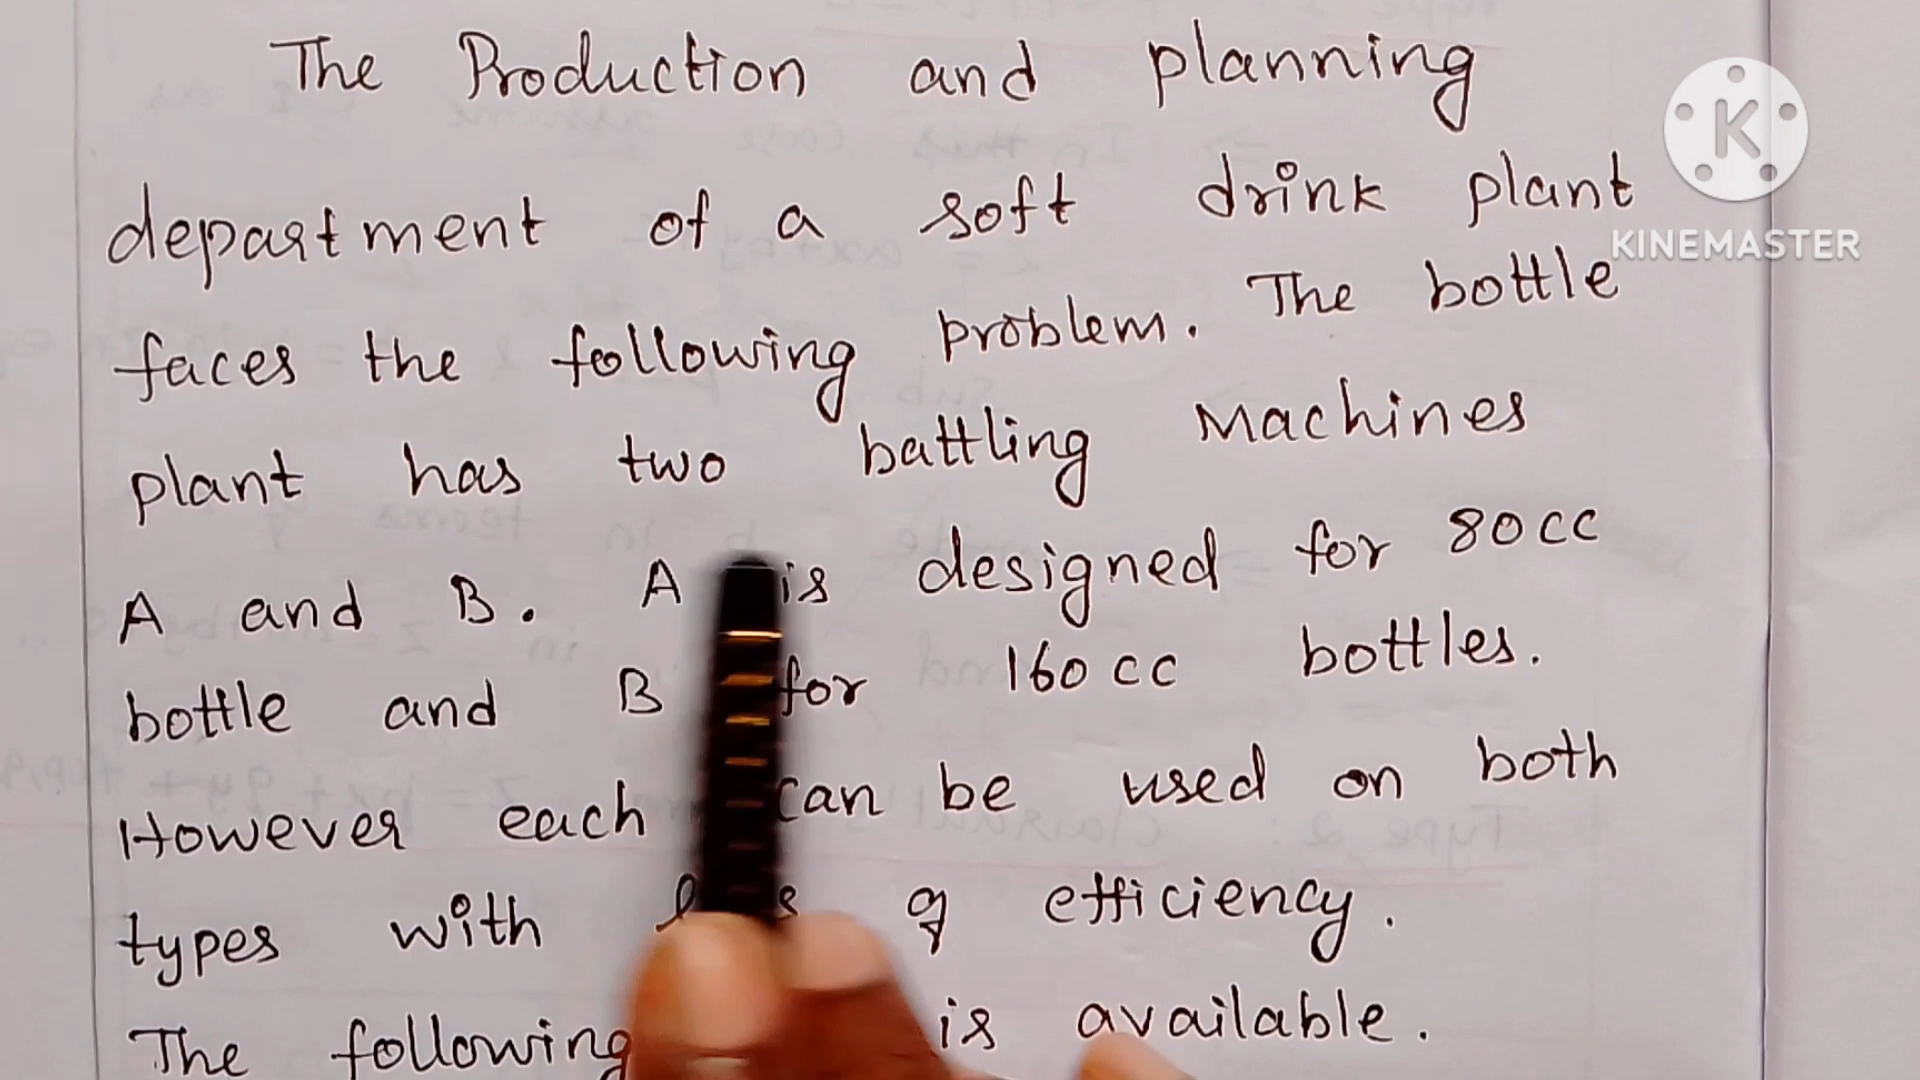 The Production and planning
department of a soft drink plant
faces the following problem. The bottle
plant has two battling Machines
A and B. A is designed for 80cc
bottle and B for 160cc bottles.
However each can be used on both
types with of efficiency.
The following is available.
K
KINEMASTER